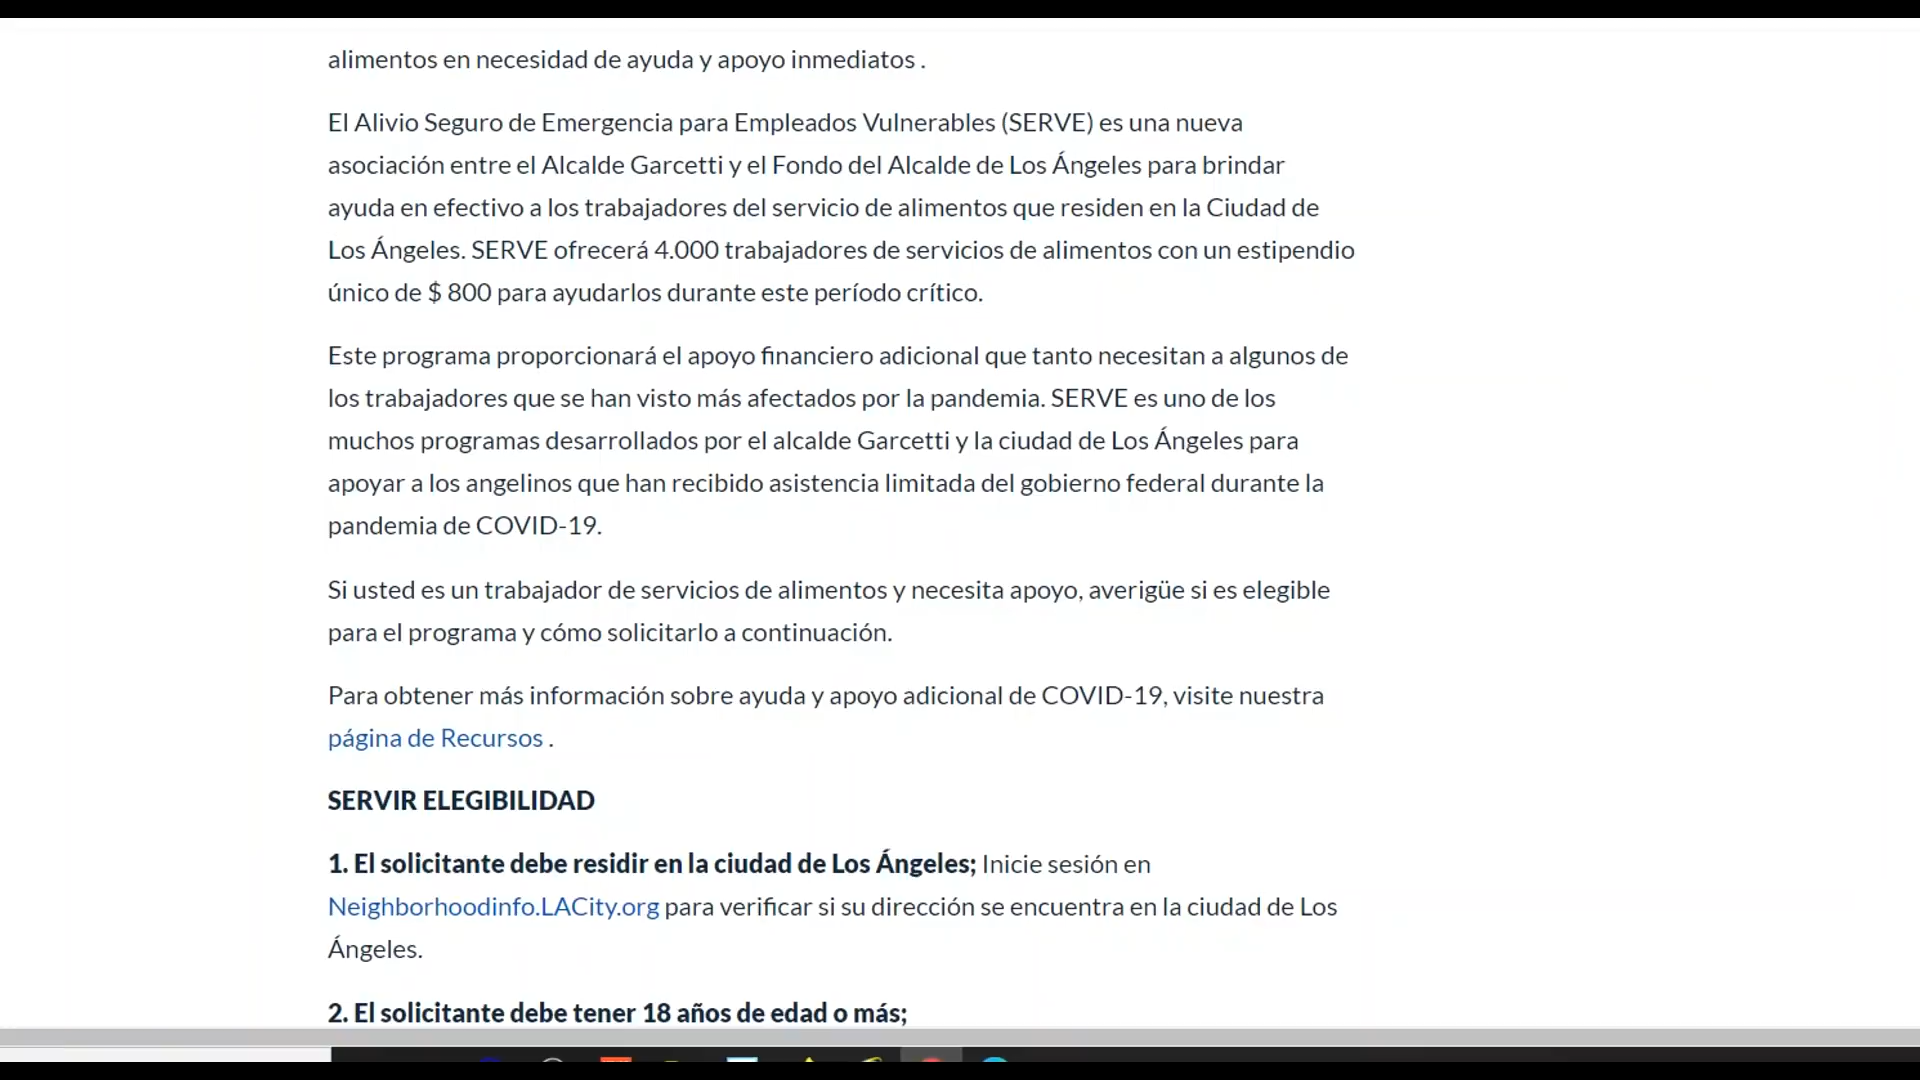 alimentos en necesidad de ayuda y apoyo inmediatos .
El Alivio Seguro de Emergencia para Empleados Vulnerables (SERVE) es una nueva
asociación entre el Alcalde Garcetti y el Fondo del Alcalde de Los Ángeles para brindar
ayuda en efectivo a los trabajadores del servicio de alimentos que residen en la Ciudad de
Los Ángeles. SERVE ofrecerá 4.000 trabajadores de servicios de alimentos con un estipendio
único de $ 800 para ayudarlos durante este período crítico.
Este programa proporcionará el apoyo financiero adicional que tanto necesitan a algunos de
los trabajadores que se han visto más afectados por la pandemia. SERVE es uno de los
muchos programas desarrollados por el alcalde Garcetti y la ciudad de Los Ángeles para
apoyar a los angelinos que han recibido asistencia limitada del gobierno federal durante la
pandemia de COVID-19.
Si usted es un trabajador de servicios de alimentos y necesita apoyo, averigüe si es elegible
para el programa y cómo solicitarlo a continuación.
Para obtener más información sobre ayuda y apoyo adicional de COVID-19, visite nuestra
página de Recursos .
SERVIR ELEGIBILIDAD
1. El solicitante debe residir en la ciudad de Los Ángeles; Inicie sesión en
Neighborhoodinfo.LACity.org para verificar si su dirección se encuentra en la ciudad de Los
Ángeles.
2. El solicitante debe tener 18 años de edad o más;